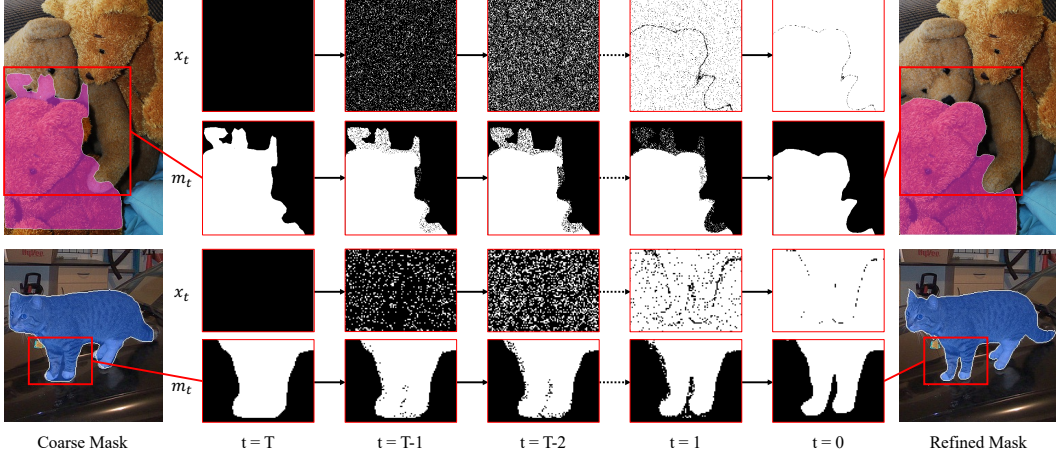 x_t
m_t
x_t
m_t
Coarse Mask
t = T
t = T-1
t = T-2
t = 1
t = 0
Refined Mask